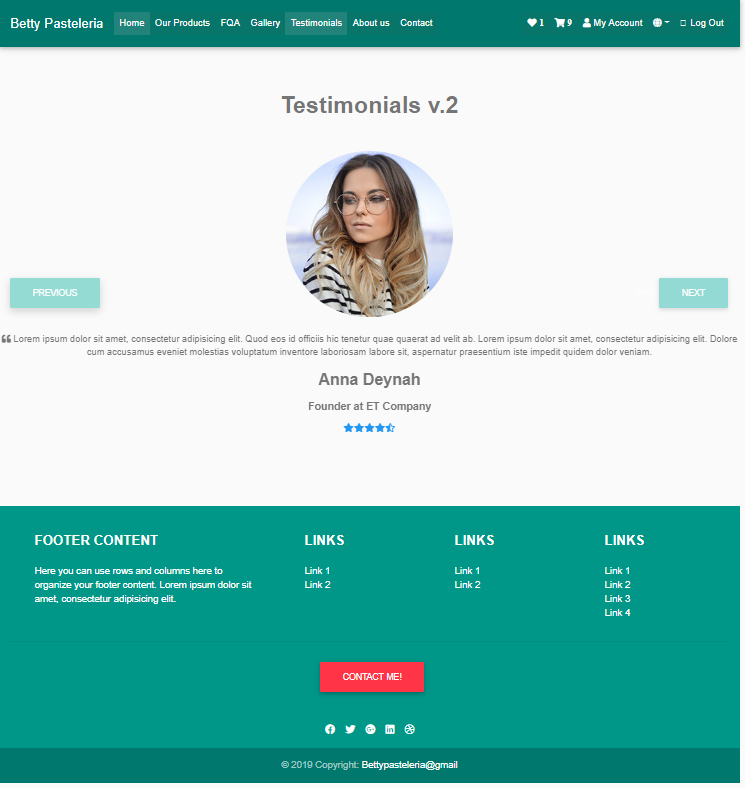 Betty Pasteleria Home Our Products FQA Gallery Testimonials About us Contact 1 9 My Account Log Out
Testimonials v.2
PREVIOUS
NEXT
Lorem ipsum dolor sit amet, consectetur adipisicing elit. Quod eos id officiis hic tenetur quae quaerat ad velit ab. Lorem ipsum dolor sit amet, consectetur adipisicing elit. Dolore
cum accusamus eveniet molestias voluptatum inventore laboriosam labore sit, aspernatur praesentium iste impedit quidem dolor veniam.
Anna Deynah
Founder at ET Company
FOOTER CONTENT
Here you can use rows and columns here to
organize your footer content. Lorem ipsum dolor sit
amet, consectetur adipisicing elit.
LINKS
Link 1
Link 2
LINKS
Link 1
Link 2
LINKS
Link 1
Link 2
Link 3
Link 4
CONTACT ME!
© 2019 Copyright: Bettypasteleria@gmail